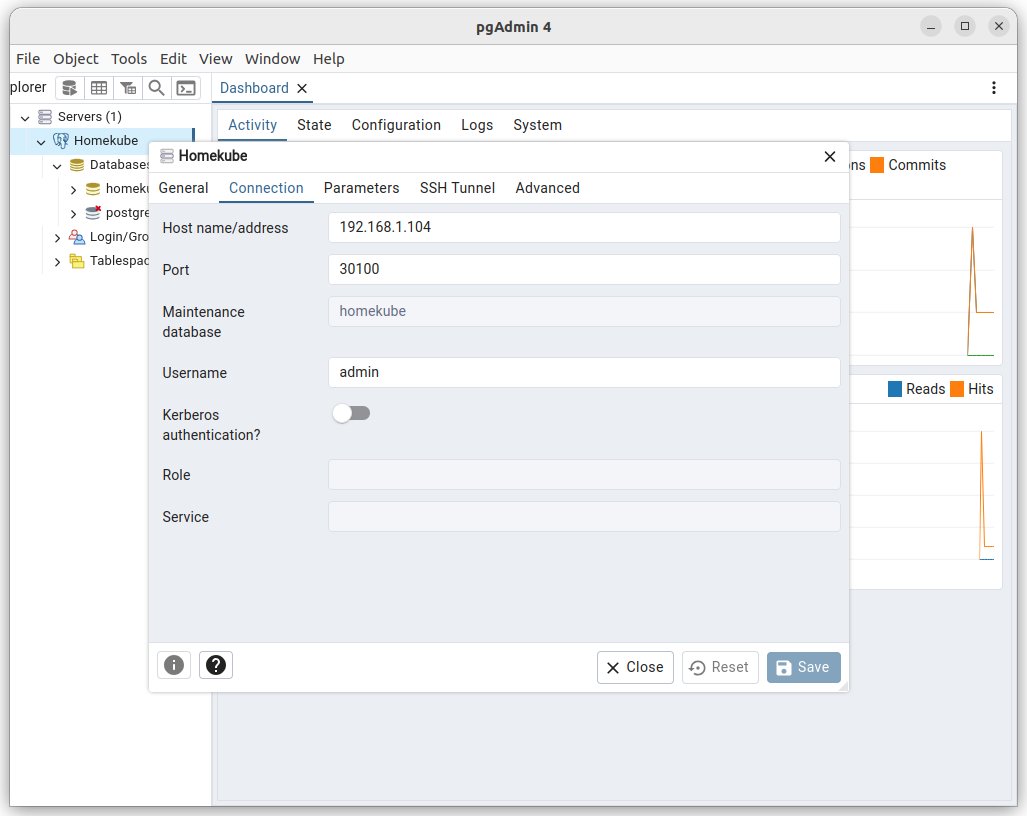 pgAdmin 4
File Object Tools Edit View Window Help
plorer
Dashboard
Servers (1)
Activity State Configuration Logs System
Homekube
Databases
homeku
postgre
Login/Gro
Tablespac
ons Commits
Reads Hits
Homekube
General Connection Parameters SSH Tunnel Advanced
Host name/address 192.168.1.104
Port 30100
Maintenance homekube
database
Username admin
Kerberos
authentication?
Role
Service
Close Reset Save